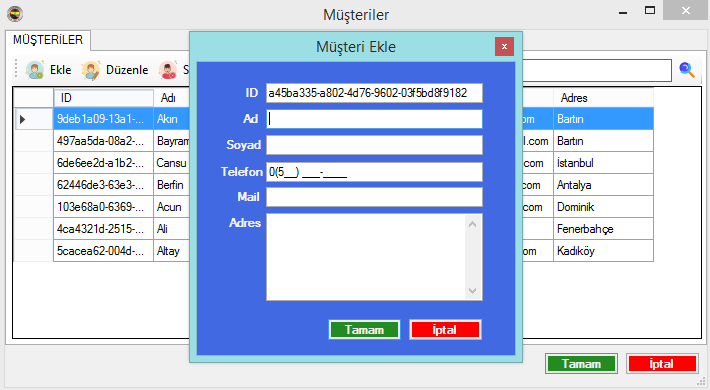 Müşteriler
MÜŞTERİLER
Ekle Düzenle S
ID Adı Adres
9deb1a09-13a1-... Akın com Bartın
497aa5da-08a2-... Bayram l.com Bartın
6de6ee2d-a1b2-... Cansu com İstanbul
62446de3-63e3-... Berfin Antalya
103e68a0-6369-... Acun om Dominik
4ca4321d-2515-... Ali Fenerbahçe
5cacea62-004d-... Altay com Kadıköy
Tamam İptal
Müşteri Ekle
ID a45ba335-a802-4d76-9602-03f5bd8f9182
Ad
Soyad
Telefon 0(5__) ___-____
Mail
Adres
Tamam İptal